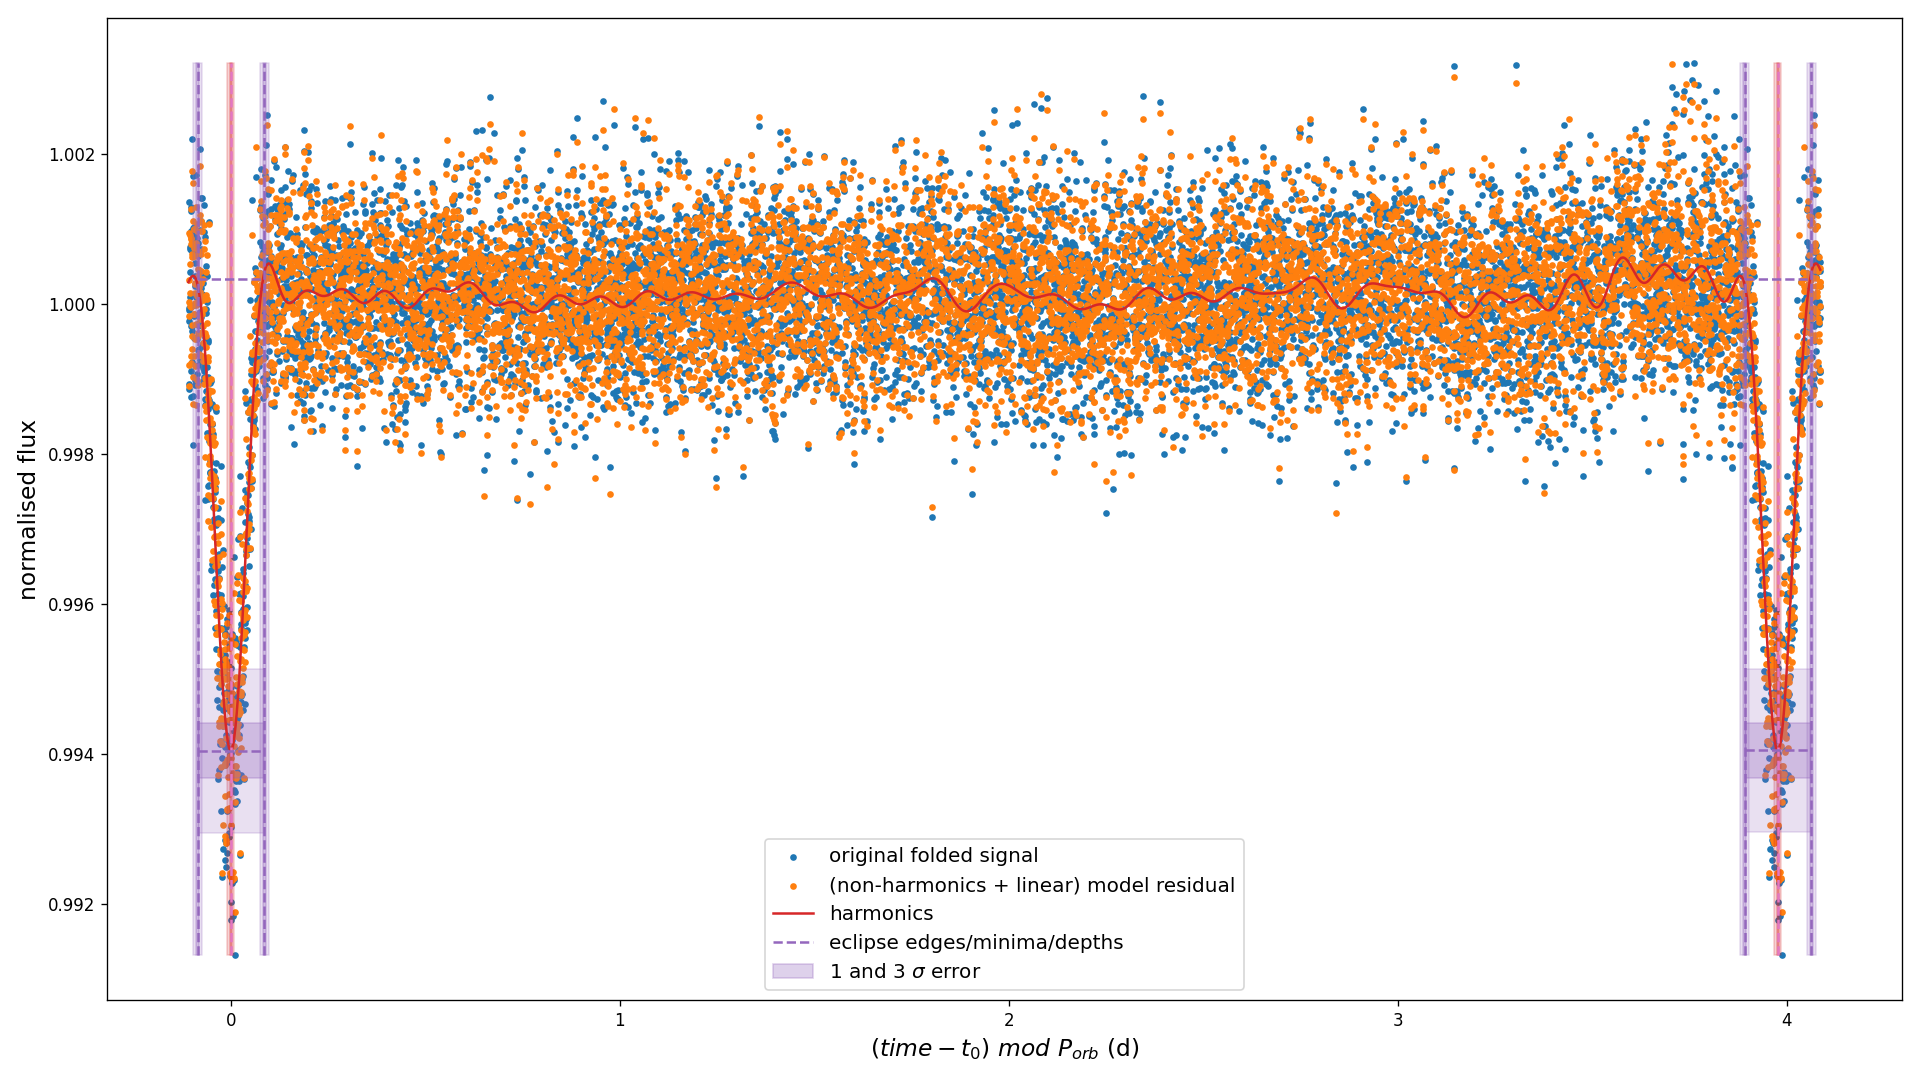 normalised flux
1.002
1.000
0.998
0.996
0.994
0.992
original folded signal
(non-harmonics + linear) model residual
harmonics
eclipse edges/minima/depths
1 and 3 σ error
0 1 2 3 4
(time − t₀) mod Pₒᵣb (d)